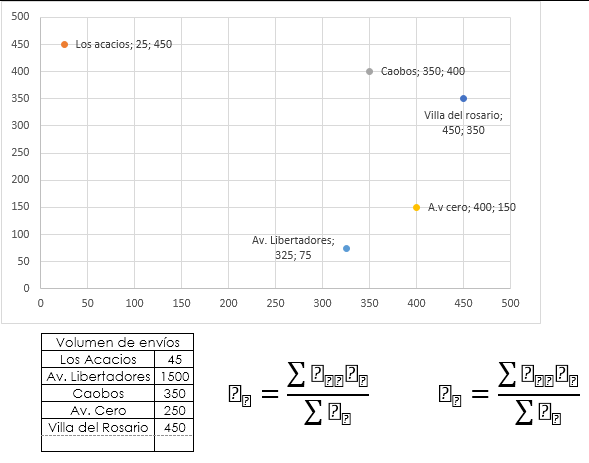 500
450
400
350
300
250
200
150
100
50
0
Los acacios; 25; 450
Caobos; 350; 400
Villa del rosario;
450; 350
A.v cero; 400; 150
Av. Libertadores;
325; 75
0 50 100 150 200 250 300 350 400 450 500
Volumen de envíos
Los Acacios 45
Av. Libertadores 1500
Caobos 350
Av. Cero 250
Villa del Rosario 450